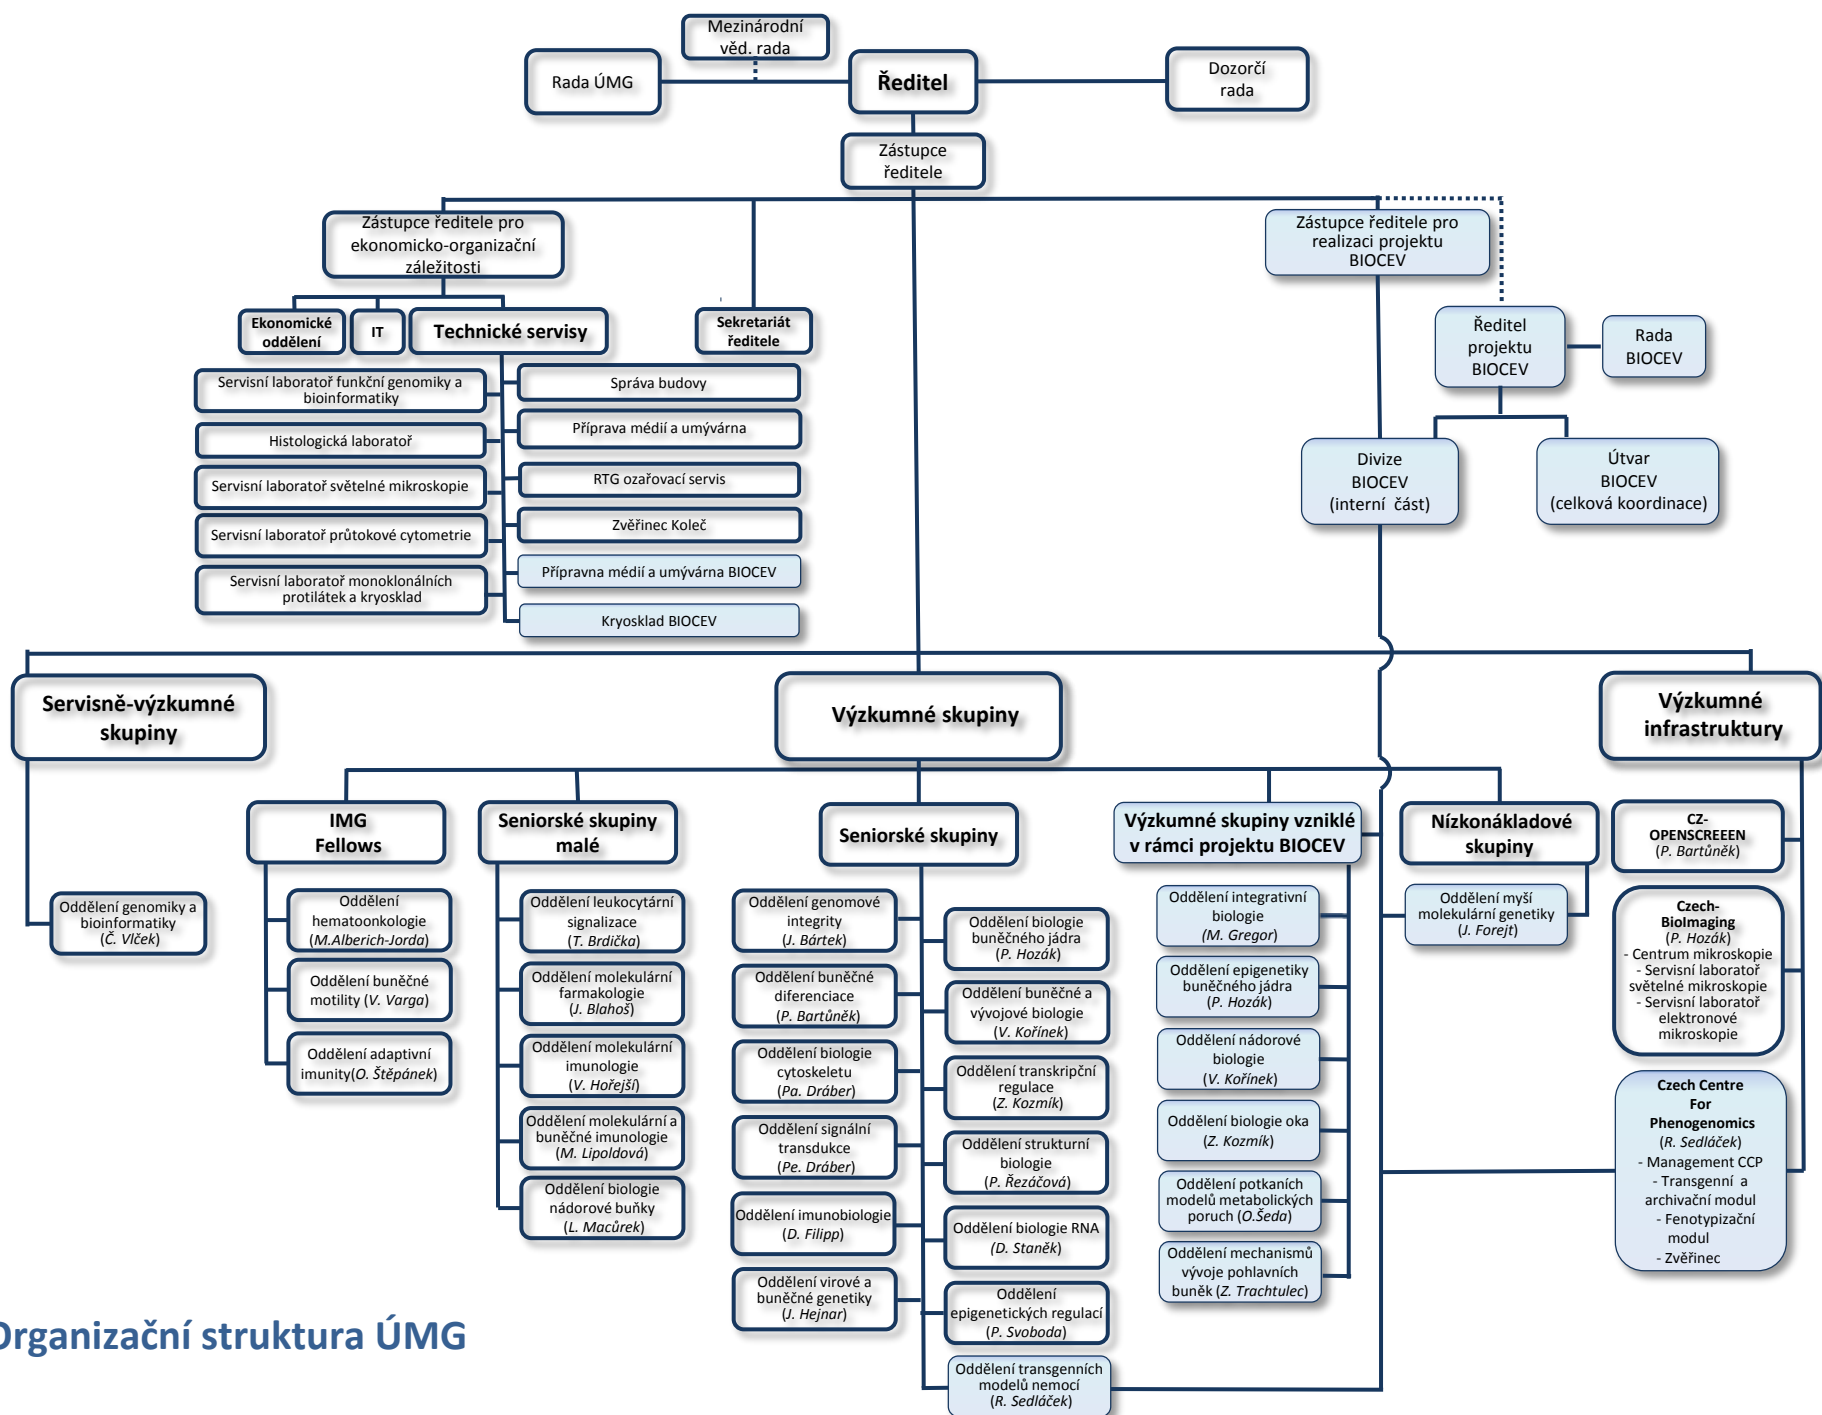 Mezinárodní
věd. rada
Rada ÚMG
Ředitel
Dozorčí
rada
Zástupce
ředitele
Zástupce ředitele pro
ekonomicko-organizační
záležitosti
Zástupce ředitele pro
realizaci projektu
BIOCEV
Ekonomické
oddělení
IT
Technické servisy
Sekretariát
ředitele
Ředitel
projektu
BIOCEV
Rada
BIOCEV
Servisní laboratoř funkční genomiky a
bioinformatiky
Histologická laboratoř
Servisní laboratoř světelné mikroskopie
Servisní laboratoř průtokové cytometrie
Servisní laboratoř monoklonálních
protilátek a kryosklad
Správa budovy
Příprava médií a umývárna
RTG ozařovací servis
Zvěřinec Koleč
Přípravna médií a umývárna BIOCEV
Kryosklad BIOCEV
Divize
BIOCEV
(interní část)
Útvar
BIOCEV
(celková koordinace)
Servisně-výzkumné
skupiny
Výzkumné skupiny
Výzkumné
infrastruktury
IMG
Fellows
Seniorské skupiny
malé
Seniorské skupiny
Výzkumné skupiny vzniklé
v rámci projektu BIOCEV
Nízkonákladové
skupiny
Oddělení genomiky a
bioinformatiky
(Č. Vlček)
Oddělení
hematoonkologie
(M.Alberich-Jorda)
Oddělení buněčné
motility (V. Varga)
Oddělení adaptivní
imunity(O. Štěpánek)
Oddělení leukocytární
signalizace
(T. Brdička)
Oddělení molekulární
farmakologie
(J. Blahoš)
Oddělení molekulární
imunologie
(V. Hořejší)
Oddělení molekulární a
buněčné imunologie
(M. Lipoldová)
Oddělení biologie
nádorové buňky
(L. Macůrek)
Oddělení genomové
integrity
(J. Bártek)
Oddělení buněčné
diferenciace
(P. Bartůněk)
Oddělení biologie
cytoskeletu
(Pa. Dráber)
Oddělení signální
transdukce
(Pe. Dráber)
Oddělení imunobiologie
(D. Filipp)
Oddělení virové a
buněčné genetiky
(J. Hejnar)
Oddělení biologie
buněčného jádra
(P. Hozák)
Oddělení buněčné a
vývojové biologie
(V. Kořínek)
Oddělení transkripční
regulace
(Z. Kozmík)
Oddělení strukturní
biologie
(P. Řezáčová)
Oddělení biologie RNA
(D. Staněk)
Oddělení
epigenetických regulací
(P. Svoboda)
Oddělení transgenních
modelů nemocí
(R. Sedláček)
Oddělení integrativní
biologie
(M. Gregor)
Oddělení epigenetiky
buněčného jádra
(P. Hozák)
Oddělení nádorové
biologie
(V. Kořínek)
Oddělení biologie oka
(Z. Kozmík)
Oddělení potkaních
modelů metabolických
poruch (O.Šeda)
Oddělení mechanismů
vývoje pohlavních
buněk (Z. Trachtulec)
Oddělení myší
molekulární genetiky
(J. Forejt)
CZ-
OPENSCREEEN
(P. Bartůněk)
Czech-
BioImaging
(P. Hozák)
- Centrum mikroskopie
- Servisní laboratoř
světelné mikroskopie
- Servisní laboratoř
elektronové
mikroskopie
Czech Centre
For
Phenogenomics
(R. Sedláček)
- Management CCP
- Transgenní a
archivační modul
- Fenotypizační
modul
- Zvěřinec
Organizační struktura ÚMG